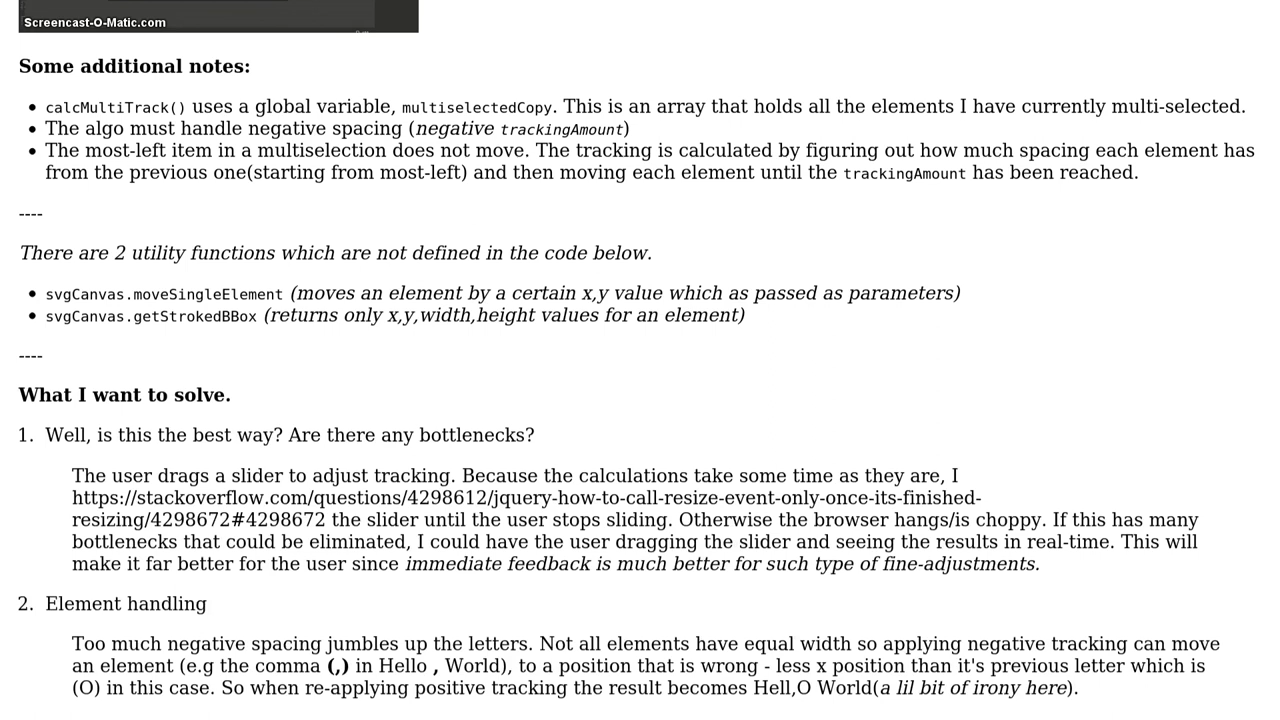 Screencast-O-Matic.com
Some additional notes:
• calcMultiTrack() uses a global variable, multiselectedCopy. This is an array that holds all the elements I have currently multi-selected.
• The algo must handle negative spacing (negative trackingAmount)
• The most-left item in a multiselection does not move. The tracking is calculated by figuring out how much spacing each element has
from the previous one(starting from most-left) and then moving each element until the trackingAmount has been reached.
----
There are 2 utility functions which are not defined in the code below.
• svgCanvas.moveSingleElement (moves an element by a certain x,y value which as passed as parameters)
• svgCanvas.getStrokedBBox (returns only x,y,width,height values for an element)
----
What I want to solve.
1. Well, is this the best way? Are there any bottlenecks?
The user drags a slider to adjust tracking. Because the calculations take some time as they are, I
https://stackoverflow.com/questions/4298612/jquery-how-to-call-resize-event-only-once-its-finished-
resizing/4298672#4298672 the slider until the user stops sliding. Otherwise the browser hangs/is choppy. If this has many
bottlenecks that could be eliminated, I could have the user dragging the slider and seeing the results in real-time. This will
make it far better for the user since immediate feedback is much better for such type of fine-adjustments.
2. Element handling
Too much negative spacing jumbles up the letters. Not all elements have equal width so applying negative tracking can move
an element (e.g the comma (,) in Hello , World), to a position that is wrong - less x position than it's previous letter which is
(O) in this case. So when re-applying positive tracking the result becomes Hell,O World(a lil bit of irony here).